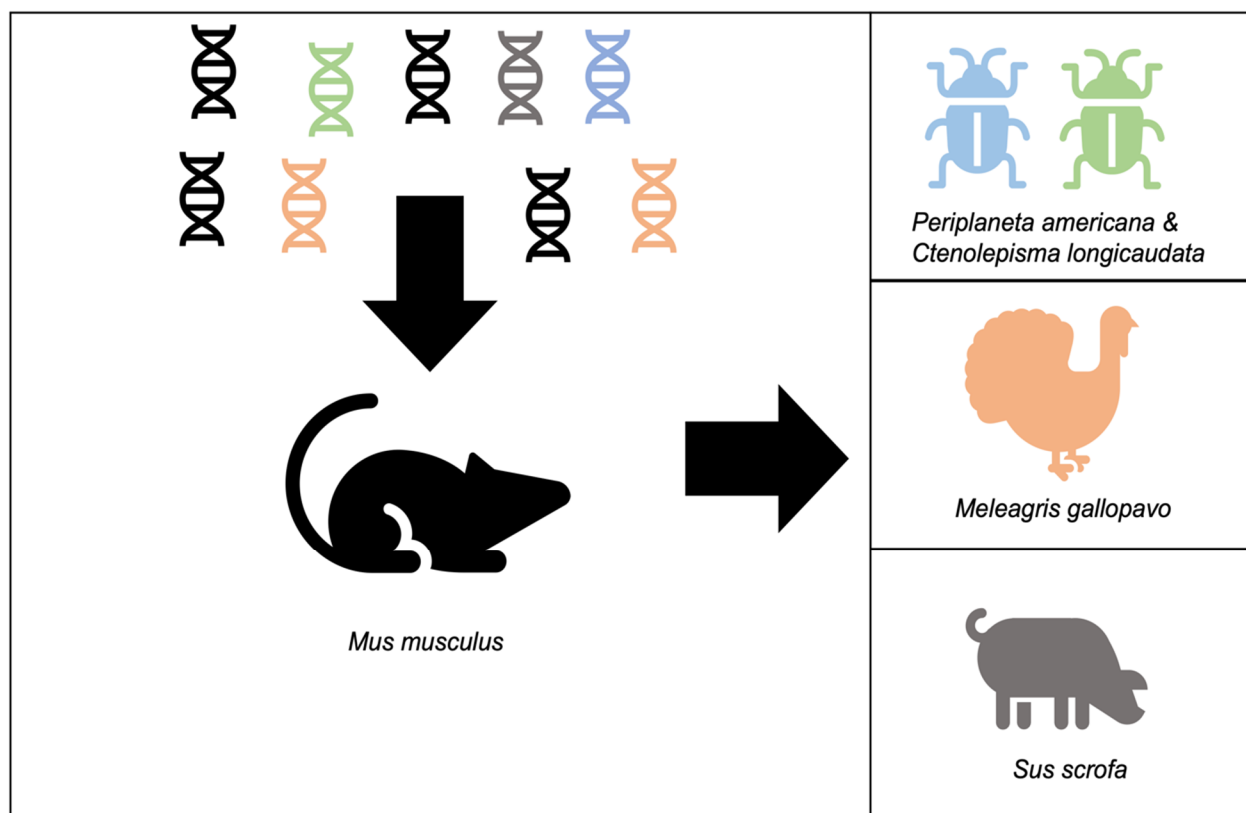 Periplaneta americana &
Ctenolepisma longicaudata
Meleagris gallopavo
Mus musculus
Sus scrofa